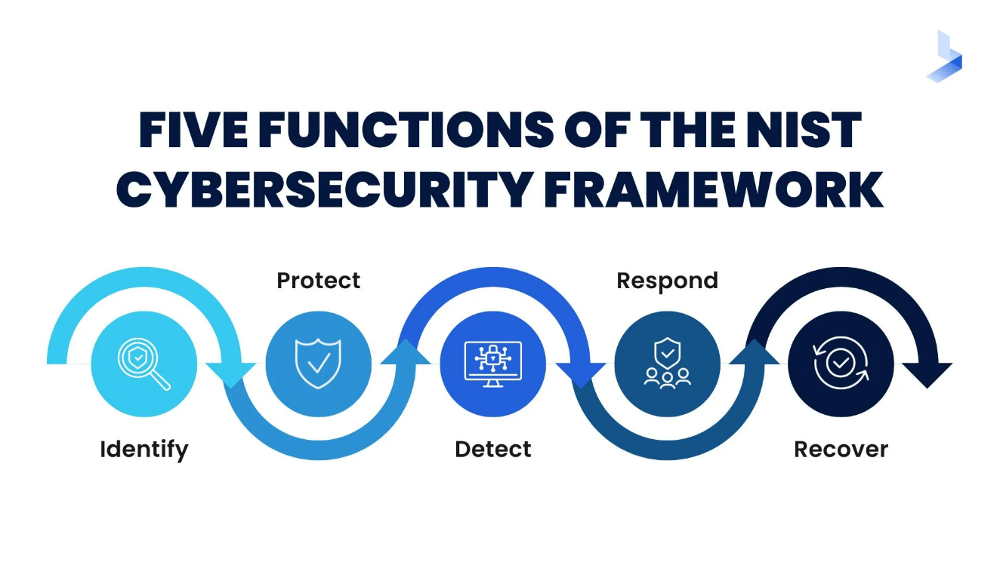 FIVE FUNCTIONS OF THE NIST
CYBERSECURITY FRAMEWORK
Identify
Protect
Detect
Respond
Recover